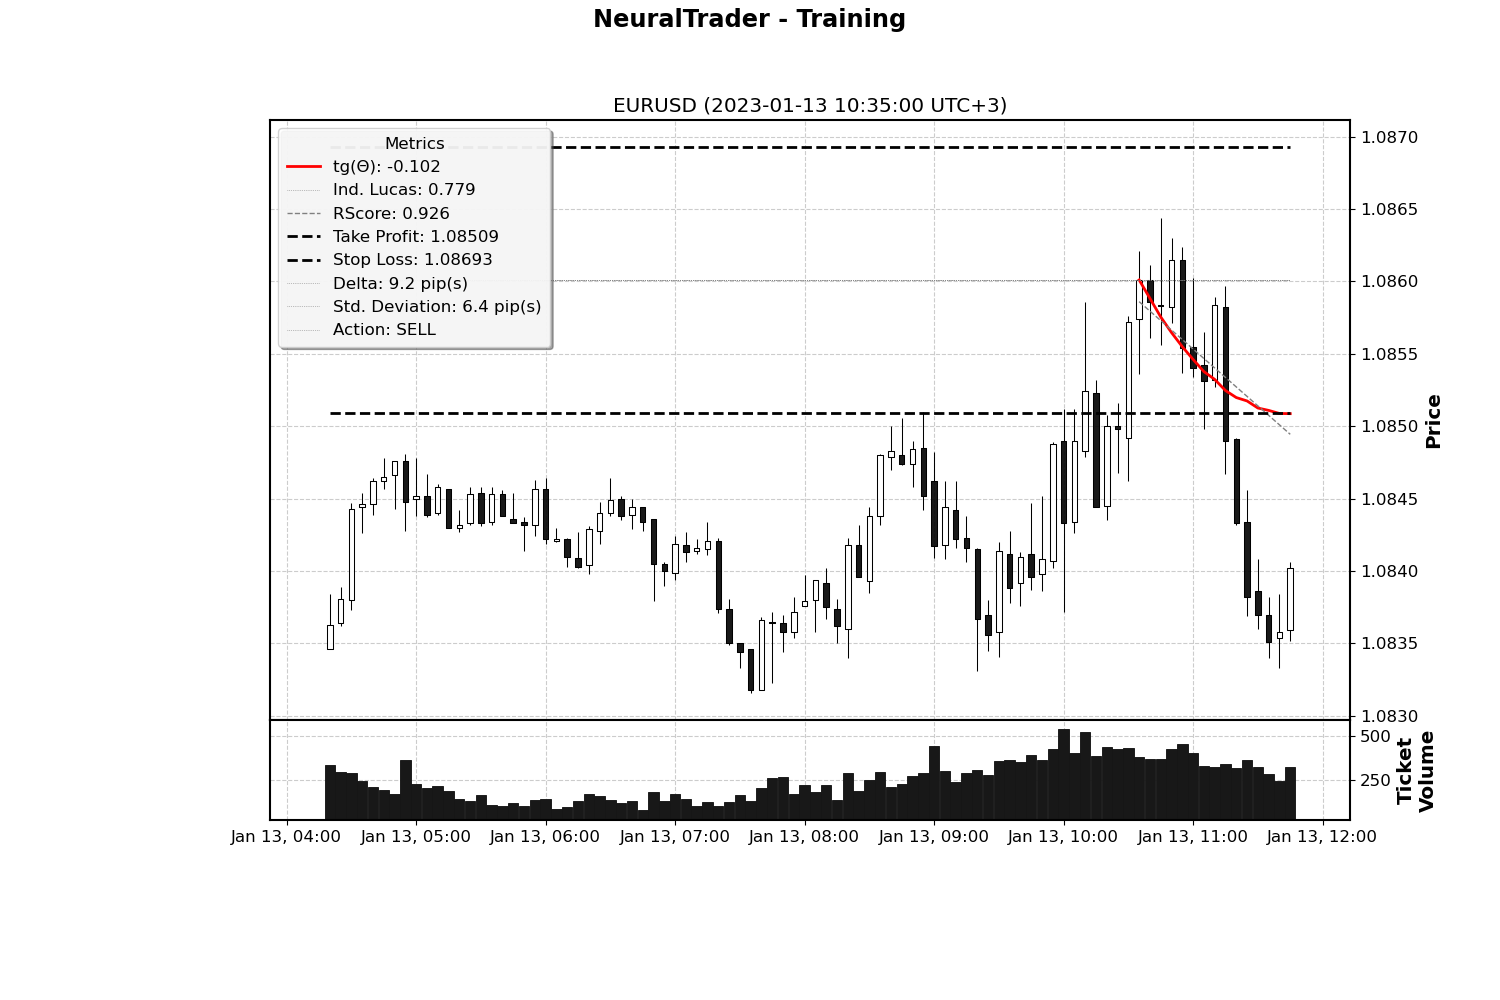 NeuralTrader - Training
EURUSD (2023-01-13 10:35:00 UTC+3)
Metrics
tg(Θ): -0.102
Ind. Lucas: 0.779
RScore: 0.926
Take Profit: 1.08509
Stop Loss: 1.08693
Delta: 9.2 pip(s)
Std. Deviation: 6.4 pip(s)
Action: SELL
1.0870
1.0865
1.0860
1.0855
1.0850
1.0845
1.0840
1.0835
1.0830
Price
500
250
Ticket
Volume
Jan 13, 04:00
Jan 13, 05:00
Jan 13, 06:00
Jan 13, 07:00
Jan 13, 08:00
Jan 13, 09:00
Jan 13, 10:00
Jan 13, 11:00
Jan 13, 12:00